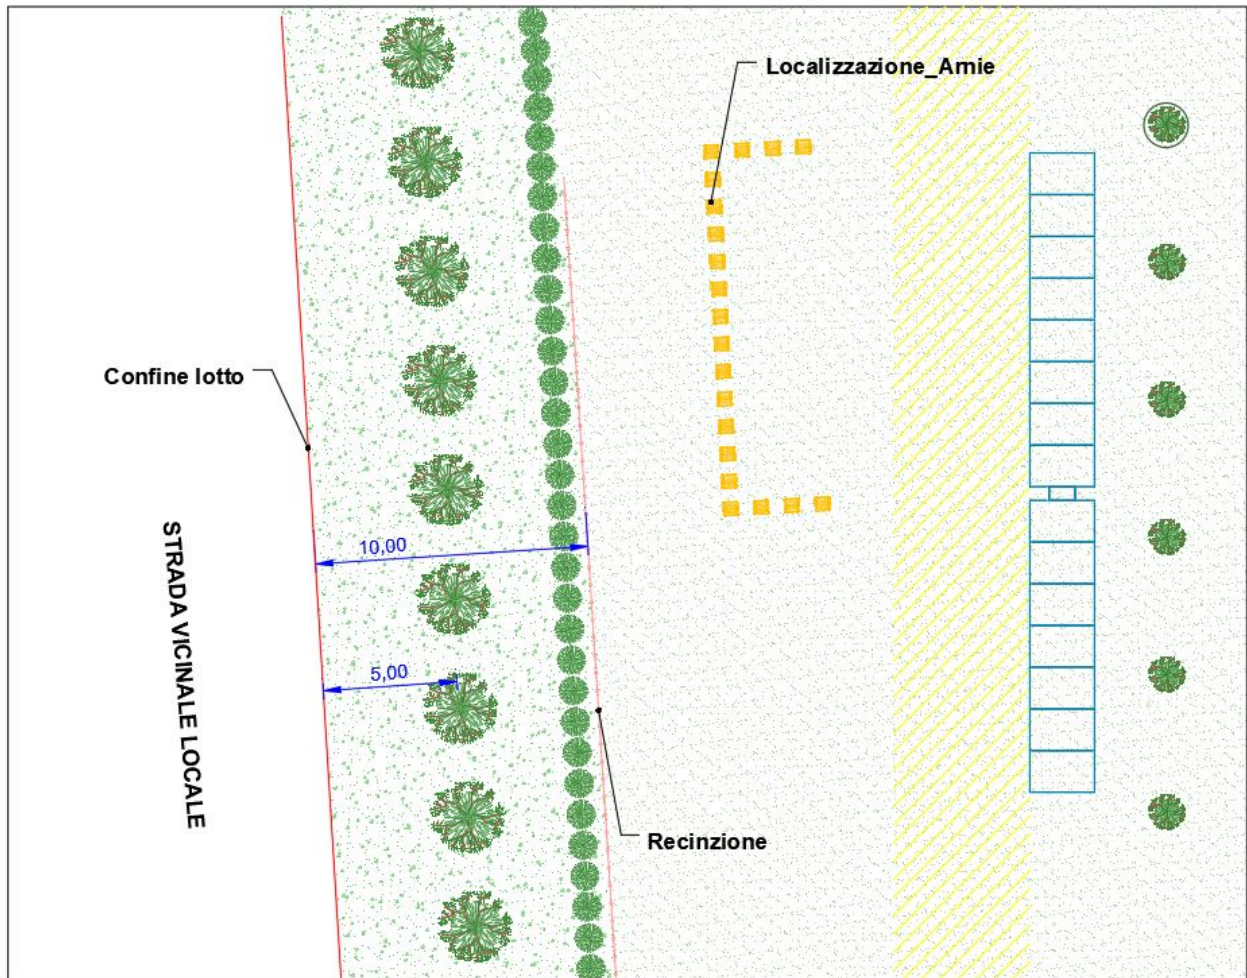 Localizzazione_Arnie
Confine lotto
10,00
STRADA VICINALE LOCALE
5,00
Recinzione